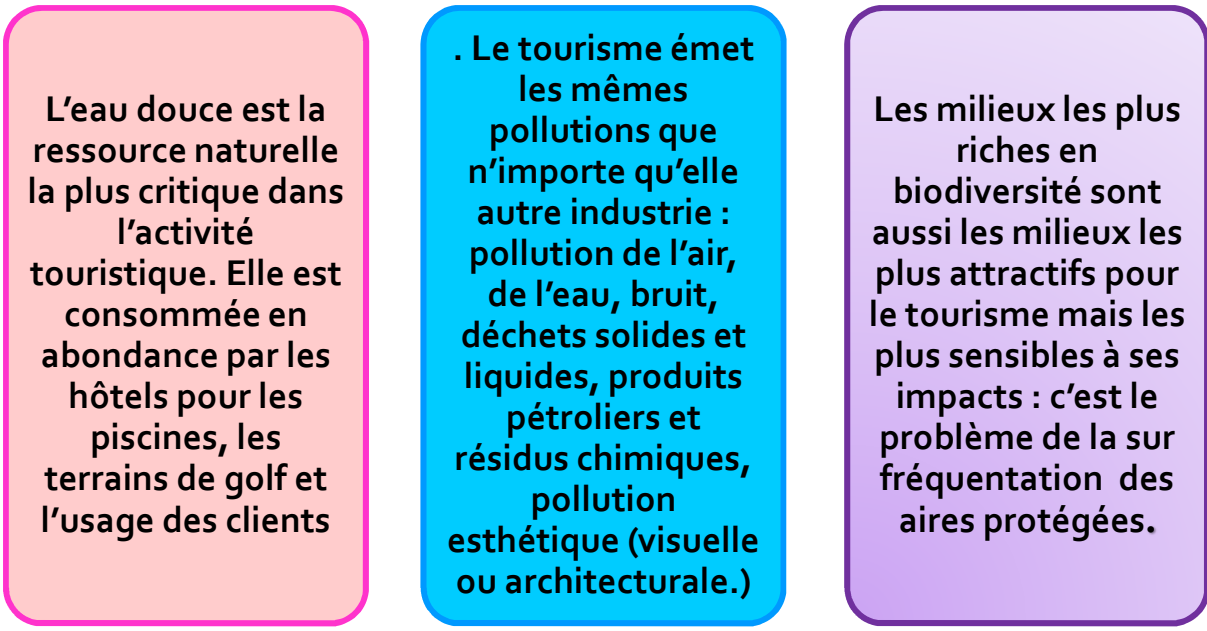 L’eau douce est la
ressource naturelle
la plus critique dans
l’activité
touristique. Elle est
consommée en
abondance par les
hôtels pour les
piscines, les
terrains de golf et
l’usage des clients
. Le tourisme émet
les mêmes
pollutions que
n’importe qu’elle
autre industrie :
pollution de l’air,
de l’eau, bruit,
déchets solides et
liquides, produits
pétroliers et
résidus chimiques,
pollution
esthétique (visuelle
ou architecturale.)
Les milieux les plus
riches en
biodiversité sont
aussi les milieux les
plus attractifs pour
le tourisme mais les
plus sensibles à ses
impacts : c’est le
problème de la sur
fréquentation des
aires protégées.